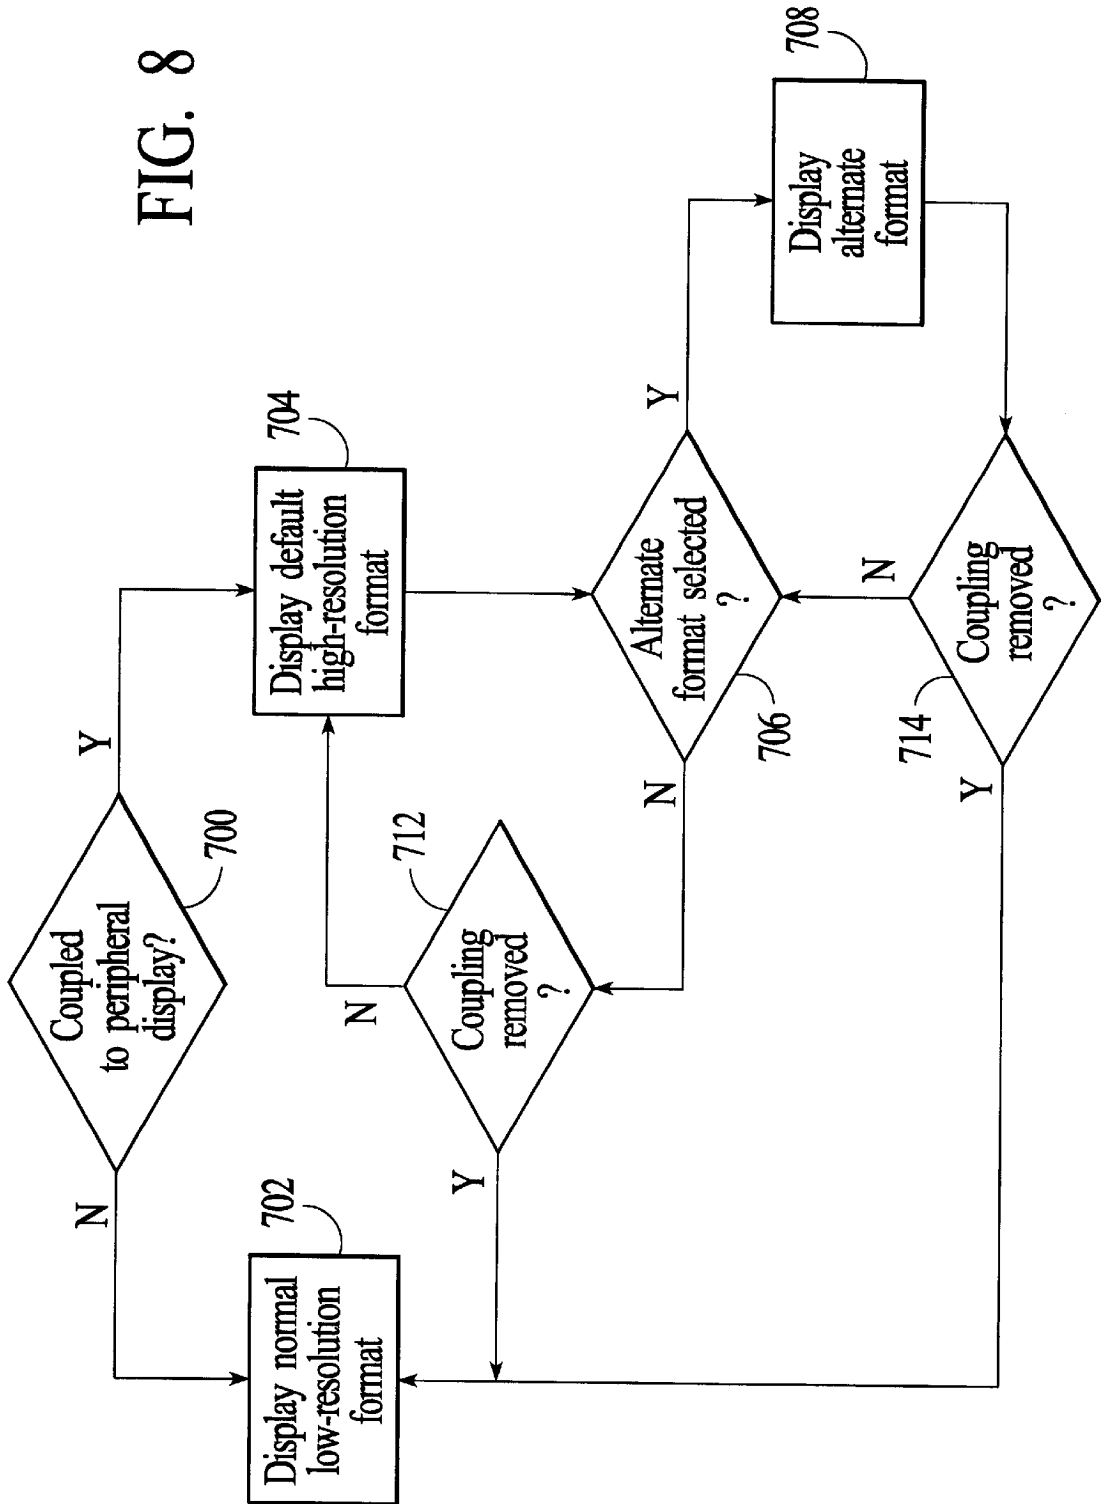 FIG. 8
Coupled
to peripheral
display?
700
N
Y
Display normal
low-resolution
format
702
Display default
high-resolution
format
704
N
Coupling
removed
?
712
Y
Alternate
format selected
?
706
N
Y
Display
alternate
format
708
Coupling
removed
?
714
N
Y